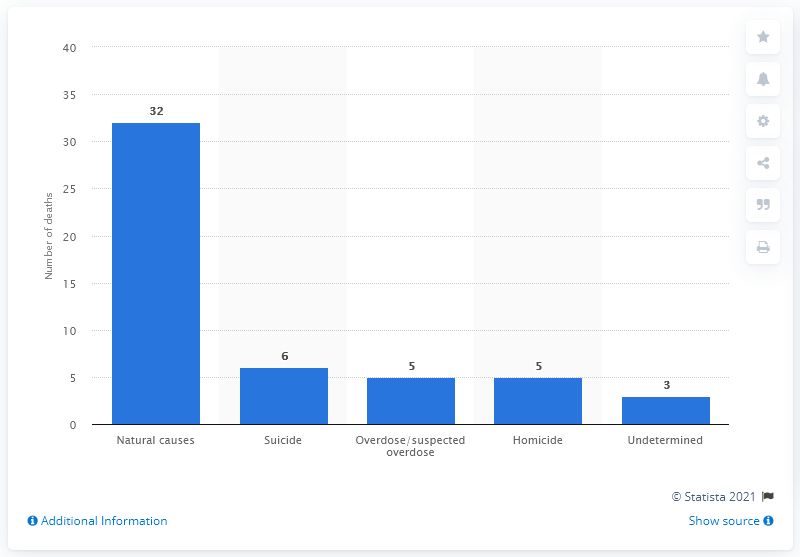 40
35
30
25
20
15
10
5
0
Number of deaths
32
6
5
5
3
Natural causes
Suicide
Overdose/suspected
overdose
Homicide
Undetermined
© Statista 2021
Additional Information
Show source